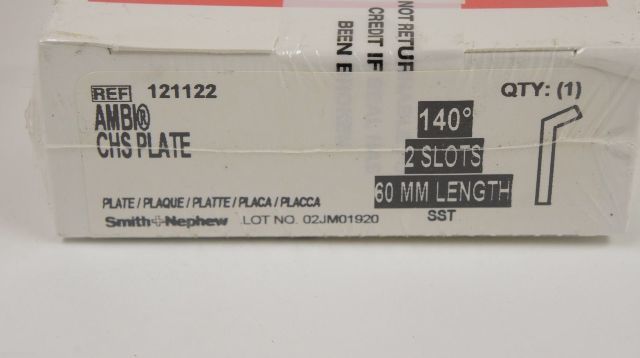 NOT RETUR
CREDIT IF
BEEN
REF 121122
QTY: (1)
AMBI®
CHS PLATE
140°
2 SLOTS
60 MM LENGTH
SST
PLATE / PLAQUE / PLATTE / PLACA / PLACCA
Smith+Nephew LOT NO. 02JM01920